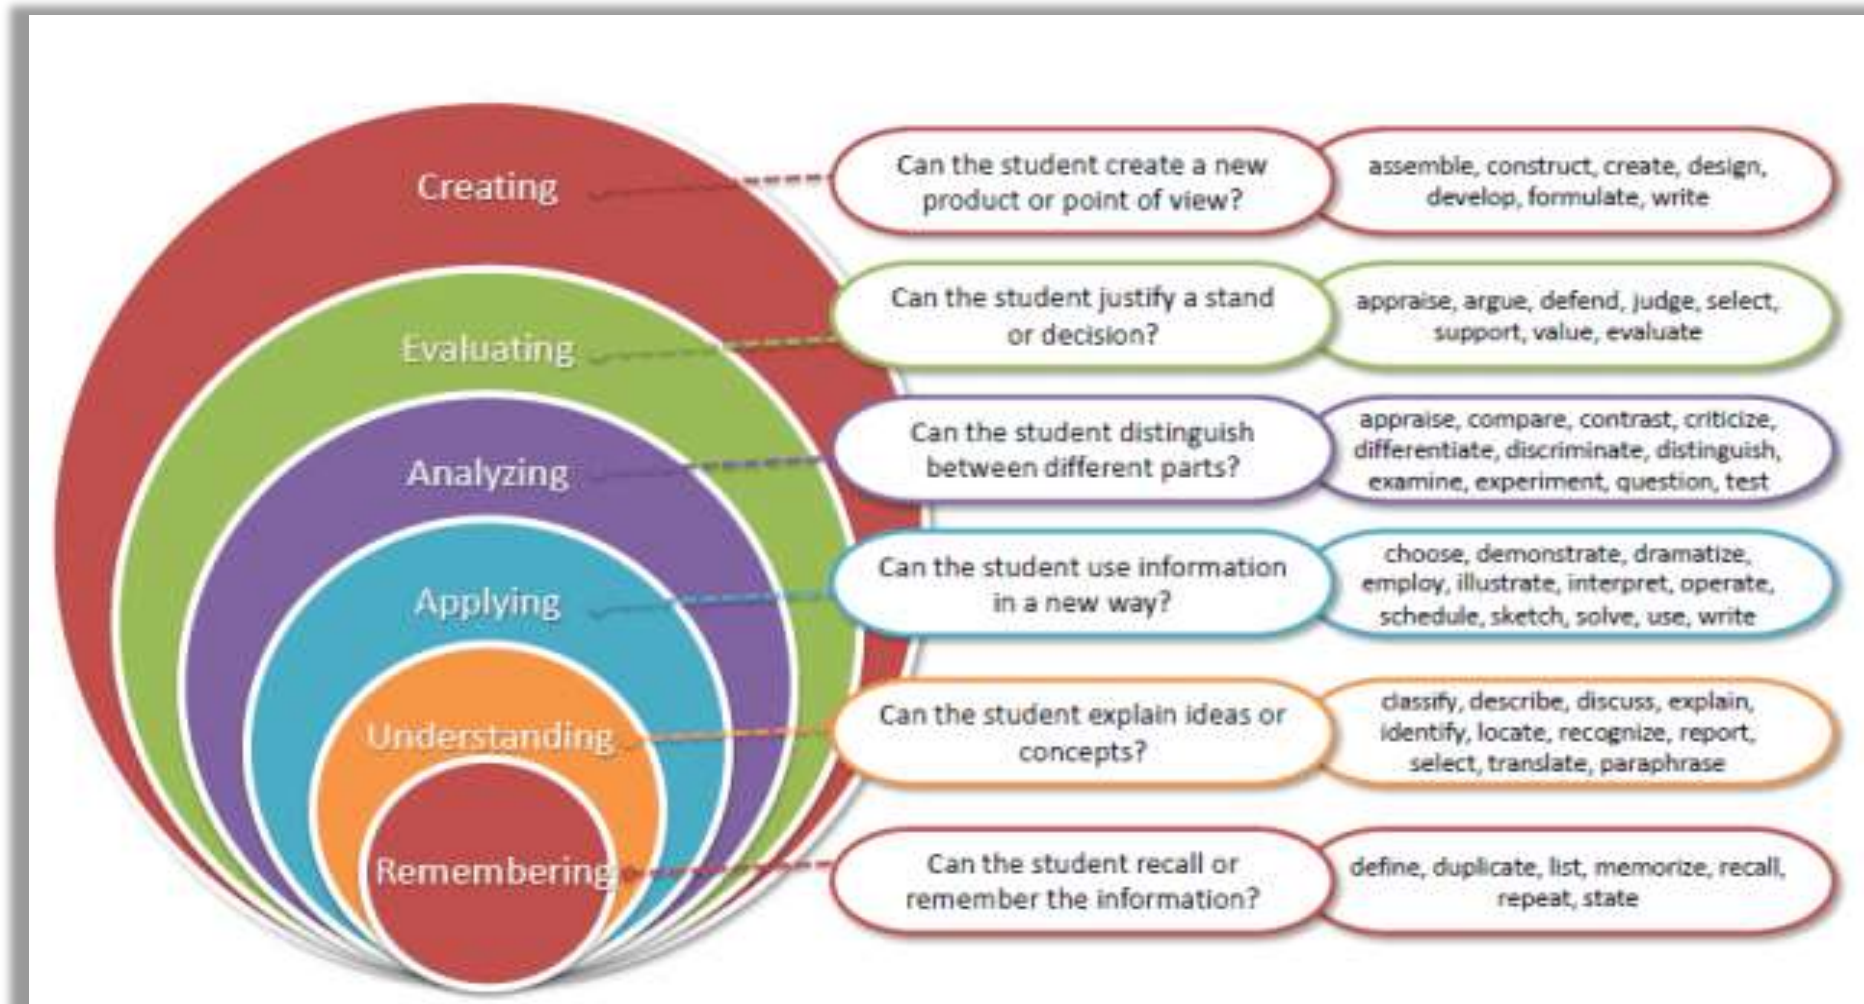 Creating
Can the student create a new
product or point of view?
assemble, construct, create, design,
develop, formulate, write
Evaluating
Can the student justify a stand
or decision?
appraise, argue, defend, judge, select,
support, value, evaluate
Analyzing
Can the student distinguish
between different parts?
appraise, compare, contrast, criticize,
differentiate, discriminate, distinguish,
examine, experiment, question, test
Applying
Can the student use information
in a new way?
choose, demonstrate, dramatize,
employ, illustrate, interpret, operate,
schedule, sketch, solve, use, write
Understanding
Can the student explain ideas or
concepts?
classify, describe, discuss, explain,
identify, locate, recognize, report,
select, translate, paraphrase
Remembering
Can the student recall or
remember the information?
define, duplicate, list, memorize, recall,
repeat, state